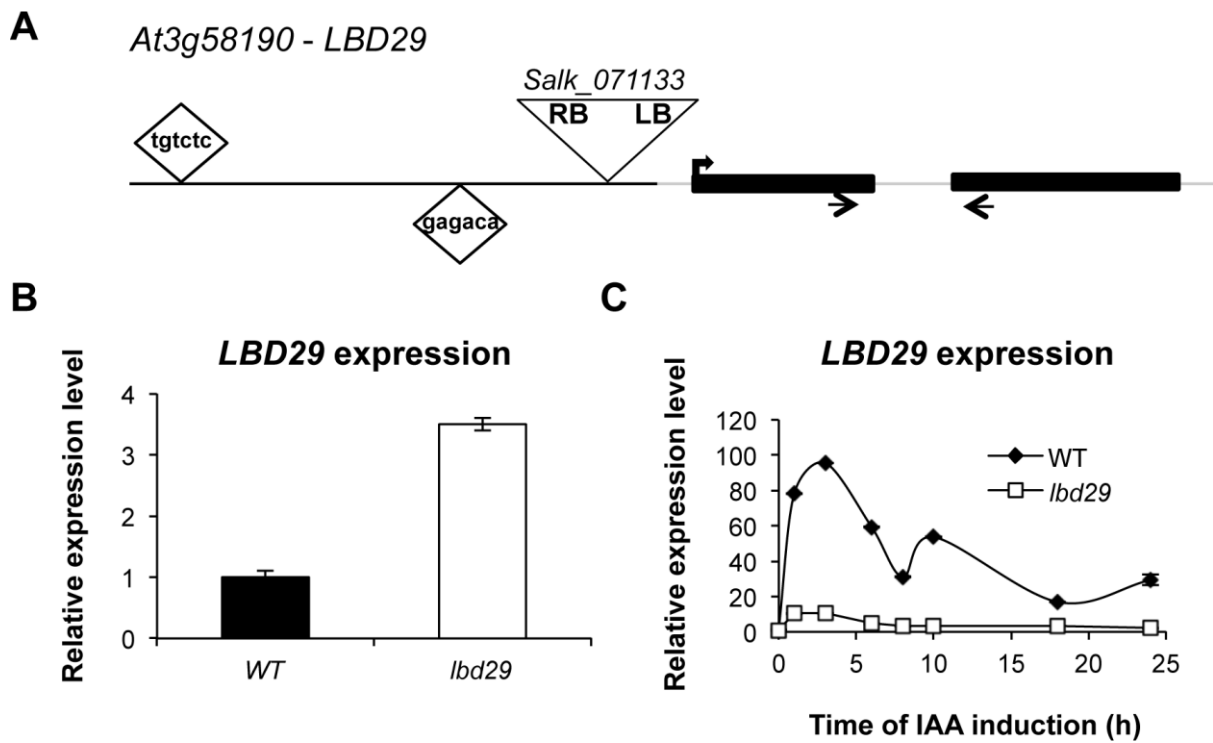 A
At3g58190 - LBD29
Salk_071133
RB LB
tgtctc
gagaca
B
LBD29 expression
Relative expression level
4
3
2
1
0
WT
lbd29
C
LBD29 expression
Relative expression level
120
100
80
60
40
20
0
WT
lbd29
0 5 10 15 20 25
Time of IAA induction (h)